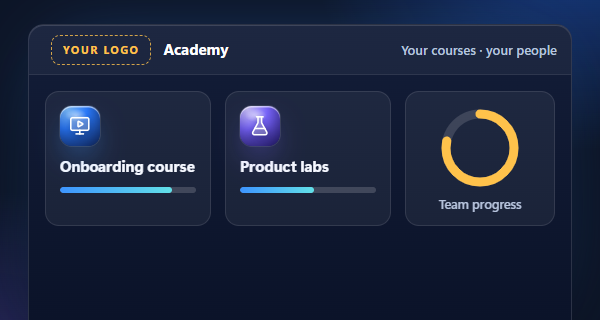 YOUR LOGO
Academy
Your courses · your people
Onboarding course
Product labs
Team progress